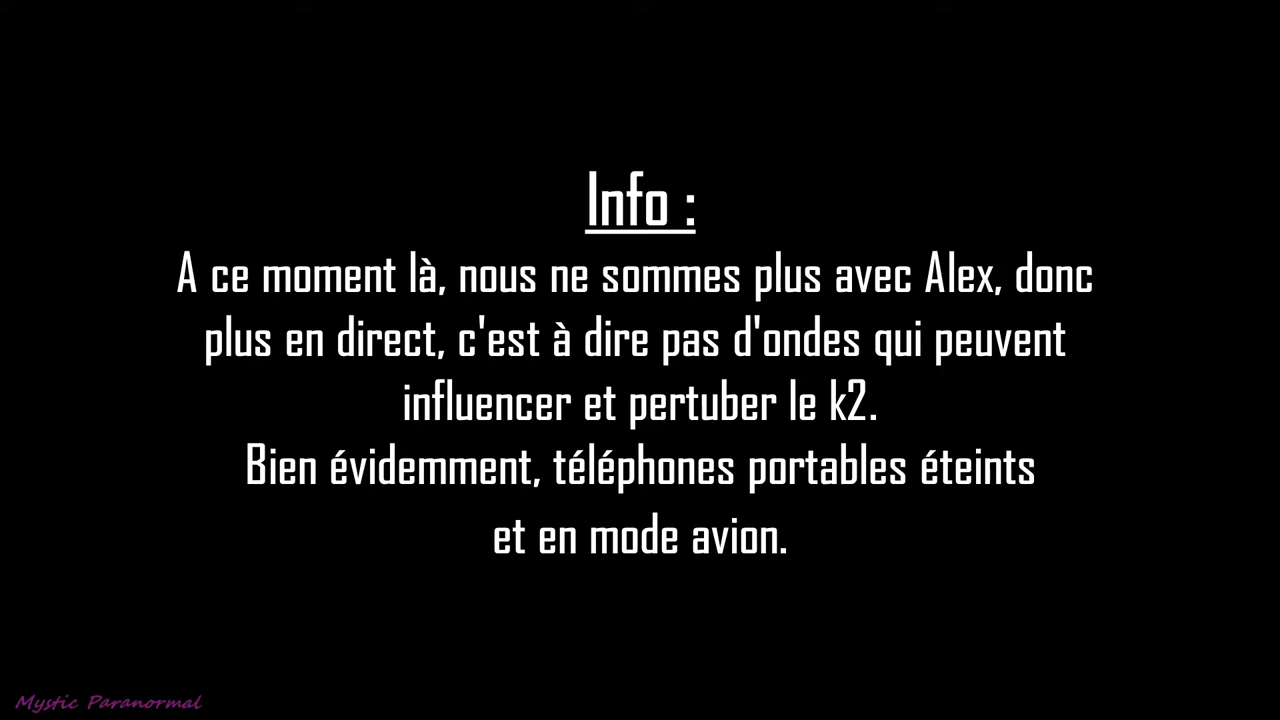 Info :
A ce moment là, nous ne sommes plus avec Alex, donc
plus en direct, c'est à dire pas d'ondes qui peuvent
influencer et pertuber le k2.
Bien évidemment, téléphones portables éteints
et en mode avion.
Mystic Paranormal